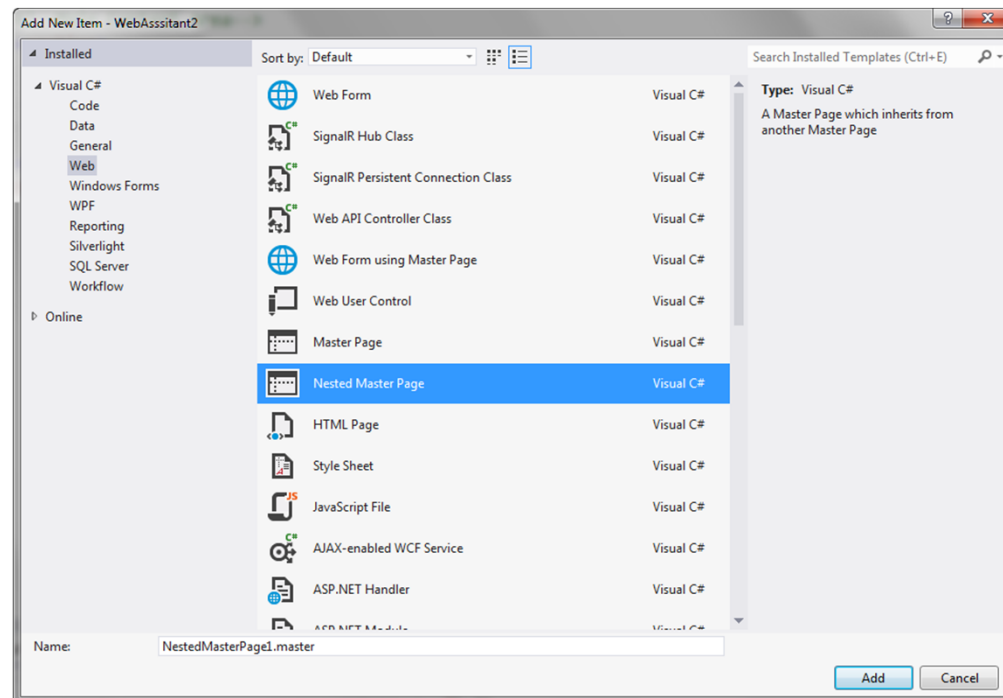 Add New Item - WebAsssitant2
Installed
Sort by: Default
Search Installed Templates (Ctrl+E)
Visual C#
Code
Data
General
Web
Windows Forms
WPF
Reporting
Silverlight
SQL Server
Workflow
Online
Web Form Visual C#
SignalR Hub Class Visual C#
SignalR Persistent Connection Class Visual C#
Web API Controller Class Visual C#
Web Form using Master Page Visual C#
Web User Control Visual C#
Master Page Visual C#
Nested Master Page Visual C#
HTML Page Visual C#
Style Sheet Visual C#
JavaScript File Visual C#
AJAX-enabled WCF Service Visual C#
ASP.NET Handler Visual C#
ASP.NET Module Visual C#
Type: Visual C#
A Master Page which inherits from
another Master Page
Name: NestedMasterPage1.master
Add Cancel